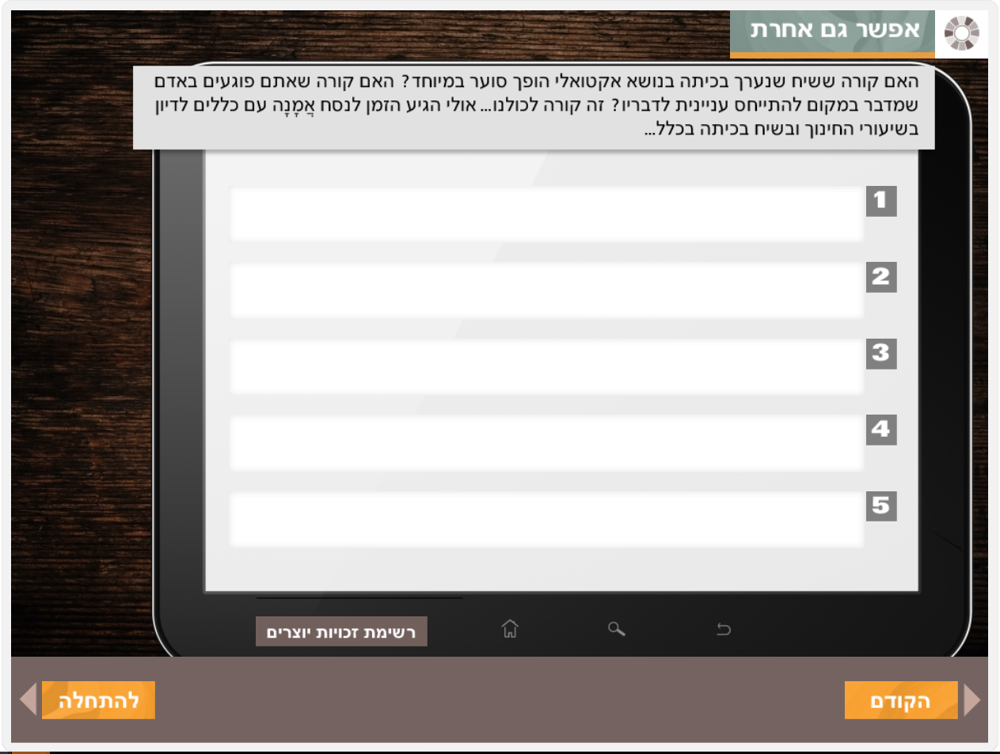 אפשר גם אחרת
האם קורה ששיח שנערך בכיתה בנושא אקטואלי הופך סוער במיוחד? האם קורה שאתם פוגעים באדם
שמדבר במקום להתייחס עניינית לדבריו? זה קורה לכולנו... אולי הגיע הזמן לנסח אֲמָנָה עם כללים לדיון
בשיעורי החינוך ובשיח בכיתה בכלל...
1
2
3
4
5
רשימת זכויות יוצרים
הקודם
להתחלה